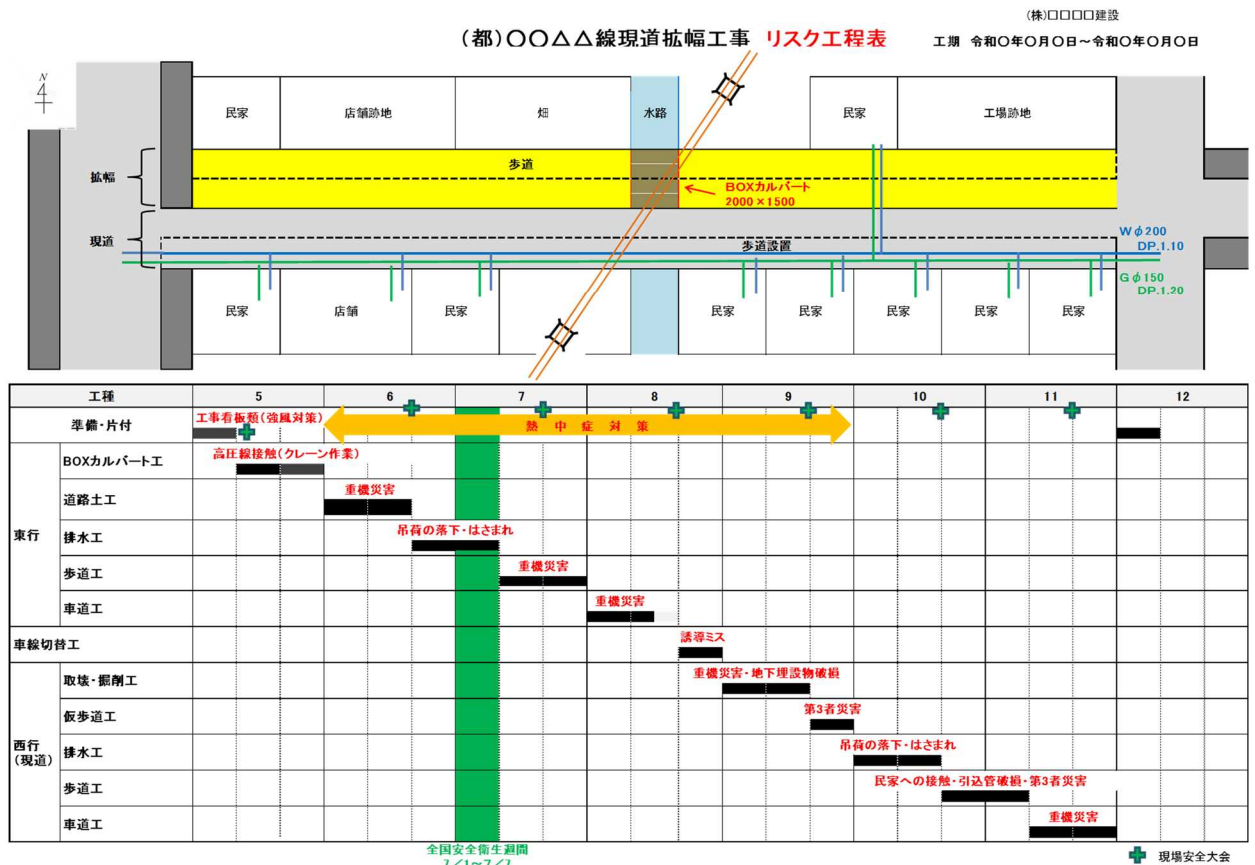 (株)□□□□建設
(都)〇〇△△線現道拡幅工事 リスク工程表
工期 令和〇年〇月〇日～令和〇年〇月〇日
N
民家
店舗跡地
畑
水路
民家
工場跡地
拡幅
歩道
BOXカルバート
2000×1500
現道
歩道設置
Wφ200
DP.1.10
Gφ150
DP.1.20
民家
店舗
民家
民家
民家
民家
民家
民家
工種
5
6
7
8
9
10
11
12
準備・片付
工事看板類(強風対策)
熱中症対策
東行
BOXカルバート工
高圧線接触(クレーン作業)
道路土工
重機災害
排水工
吊荷の落下・はさまれ
歩道工
重機災害
車道工
重機災害
車線切替工
誘導ミス
西行
(現道)
取壊・掘削工
重機災害・地下埋設物破損
仮歩道工
第3者災害
排水工
吊荷の落下・はさまれ
歩道工
民家への接触・引込管破損・第3者災害
車道工
重機災害
全国安全衛生週間
7/1～7/7
現場安全大会